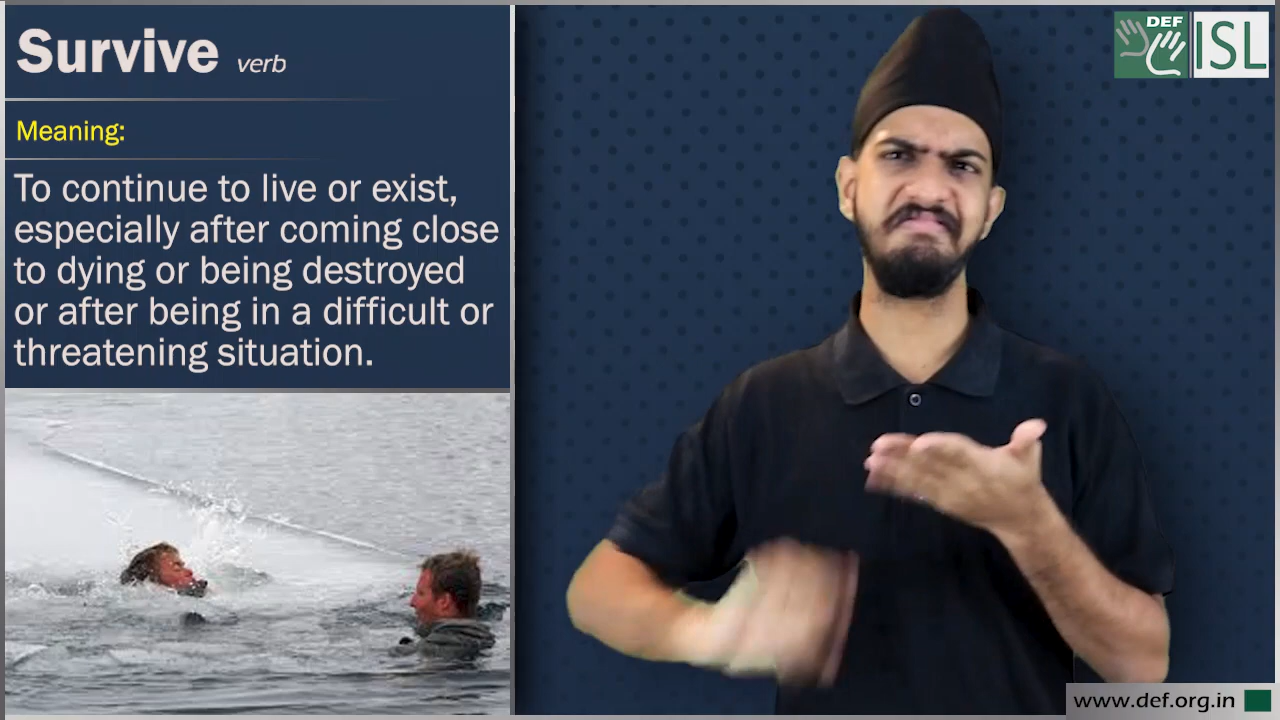 Survive verb
Meaning:
To continue to live or exist,
especially after coming close
to dying or being destroyed
or after being in a difficult or
threatening situation.
DEF
ISL
www.def.org.in